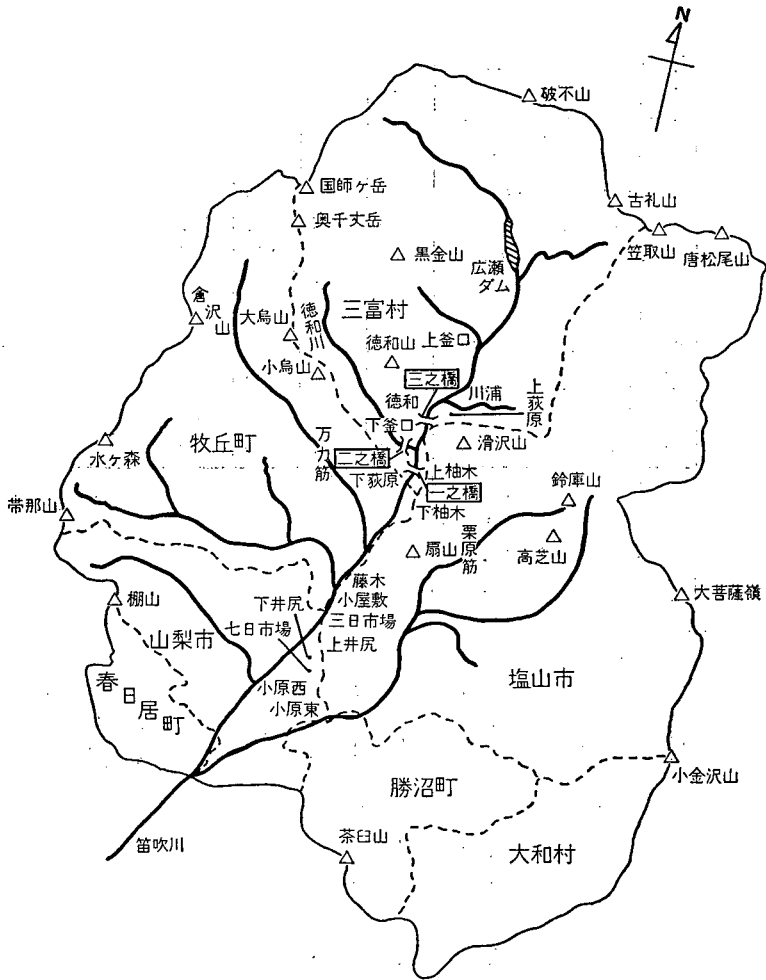 N
破不山
国師ヶ岳
奥千丈岳
古礼山
笠取山
唐松尾山
黒金山
広瀬
ダム
倉沢山
大烏山
徳和川
三富村
徳和山
上釜口
小烏山
三之橋
徳和
川浦
上荻原
下釜口
滑沢山
牧丘町
万力筋
二之橋
水ヶ森
下荻原
上柚木
一之橋
下柚木
鈴庫山
帯那山
扇山
栗原筋
高芝山
藤木
小屋敷
下井尻
三日市場
七日市場
上井尻
棚山
山梨市
大菩薩嶺
春日居町
小原西
小原東
塩山市
小金沢山
勝沼町
茶臼山
大和村
笛吹川